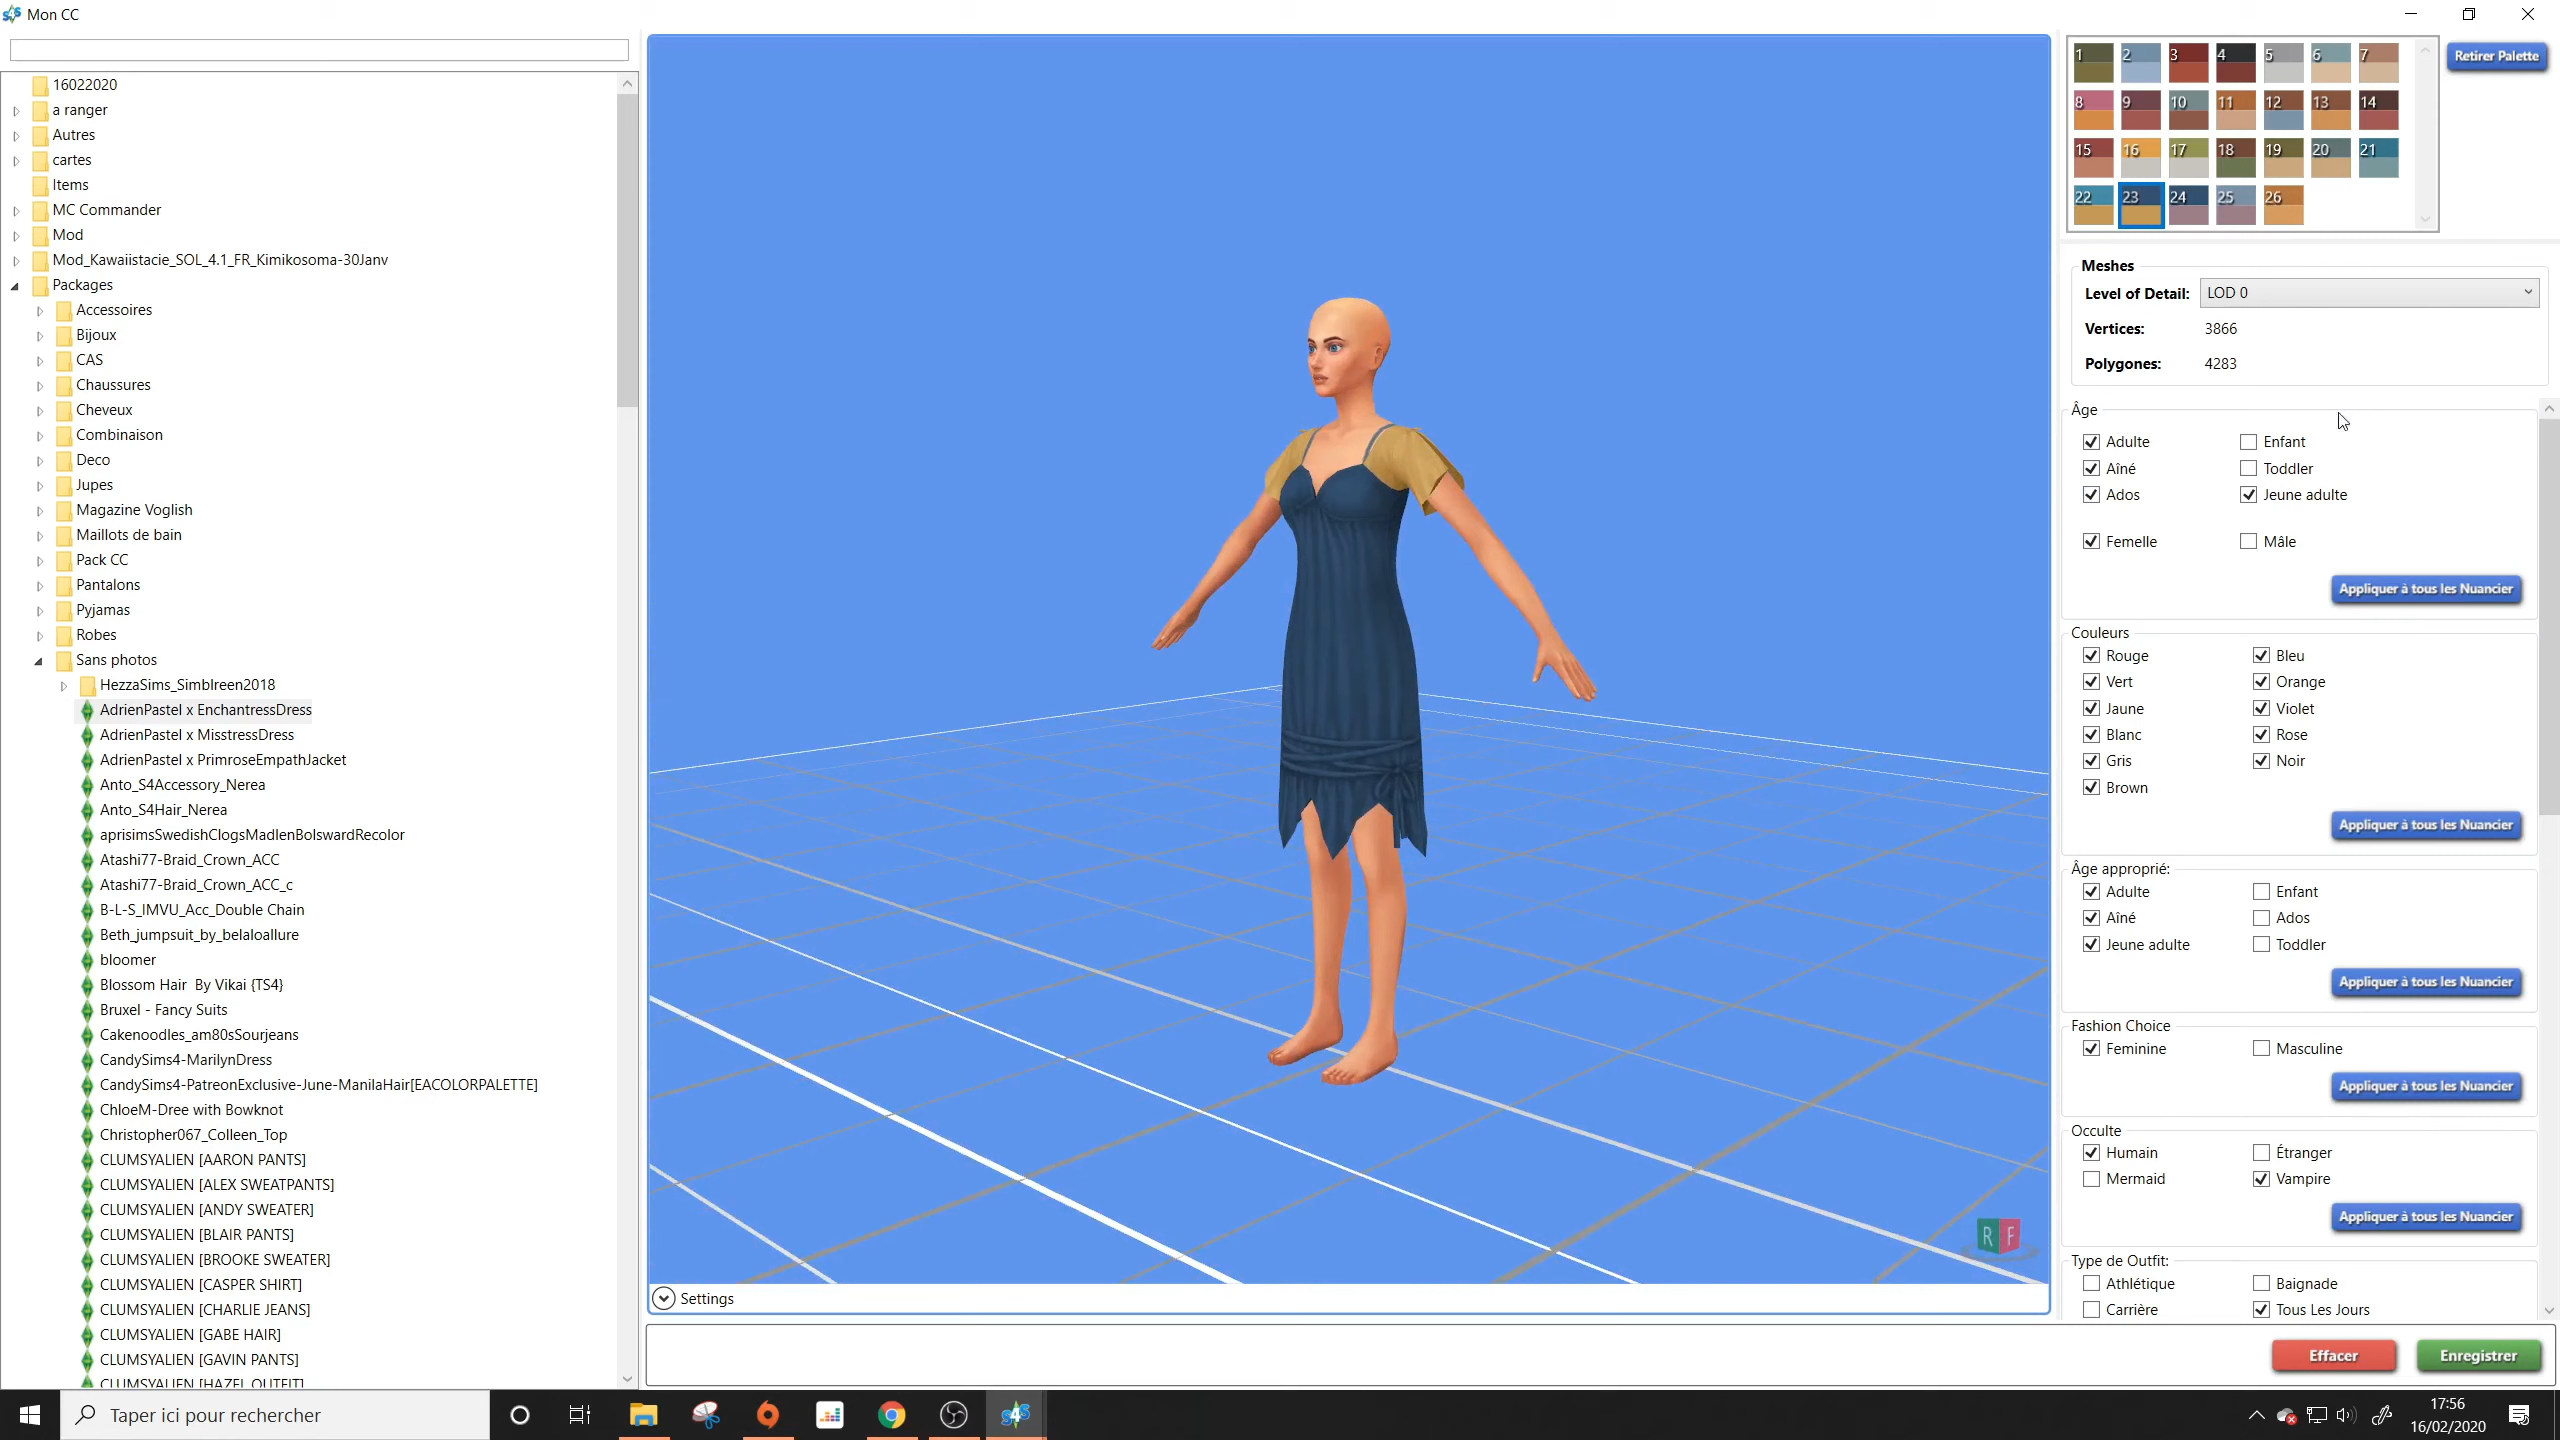 Mon CC
16022020
a ranger
Autres
cartes
Items
MC Commander
Mod
Mod_Kawaiistacie_SOL_4.1_FR_Kimikosoma-30Janv
Packages
Accessoires
Bijoux
CAS
Chaussures
Cheveux
Combinaison
Deco
Jupes
Magazine Voglish
Maillots de bain
Pack CC
Pantalons
Pyjamas
Robes
Sans photos
HezzaSims_Simblreen2018
AdrienPastel x EnchantressDress
AdrienPastel x MisstressDress
AdrienPastel x PrimroseEmpathJacket
Anto_S4Accessory_Nerea
Anto_S4Hair_Nerea
aprisimsSwedishClogsMadlenBolswardRecolor
Atashi77-Braid_Crown_ACC
Atashi77-Braid_Crown_ACC_c
B-L-S_IMVU_Acc_Double Chain
Beth_jumpsuit_by_belaloallure
bloomer
Blossom Hair  By Vikai {TS4}
Bruxel - Fancy Suits
Cakenoodles_am80sSourjeans
CandySims4-MarilynDress
CandySims4-PatreonExclusive-June-ManilaHair[EACOLORPALETTE]
ChloeM-Dree with Bowknot
Christopher067_Colleen_Top
CLUMSYALIEN [AARON PANTS]
CLUMSYALIEN [ALEX SWEATPANTS]
CLUMSYALIEN [ANDY SWEATER]
CLUMSYALIEN [BLAIR PANTS]
CLUMSYALIEN [BROOKE SWEATER]
CLUMSYALIEN [CASPER SHIRT]
CLUMSYALIEN [CHARLIE JEANS]
CLUMSYALIEN [GABE HAIR]
CLUMSYALIEN [GAVIN PANTS]
CLUMSYALIEN [HAZEL OUTFIT]
R F
Settings
1 2 3 4 5 6 7
8 9 10 11 12 13 14
15 16 17 18 19 20 21
22 23 24 25 26
Retirer Palette
Meshes
Level of Detail: LOD 0
Vertices: 3866
Polygones: 4283
Âge
Adulte Enfant
Aîné Toddler
Ados Jeune adulte
Femelle Mâle
Appliquer à tous les Nuancier
Couleurs
Rouge Bleu
Vert Orange
Jaune Violet
Blanc Rose
Gris Noir
Brown
Appliquer à tous les Nuancier
Âge approprié:
Adulte Enfant
Aîné Ados
Jeune adulte Toddler
Appliquer à tous les Nuancier
Fashion Choice
Feminine Masculine
Appliquer à tous les Nuancier
Occulte
Humain Étranger
Mermaid Vampire
Appliquer à tous les Nuancier
Type de Outfit:
Athlétique Baignade
Carrière Tous Les Jours
Effacer Enregistrer
Taper ici pour rechercher
S4S
17:56
16/02/2020